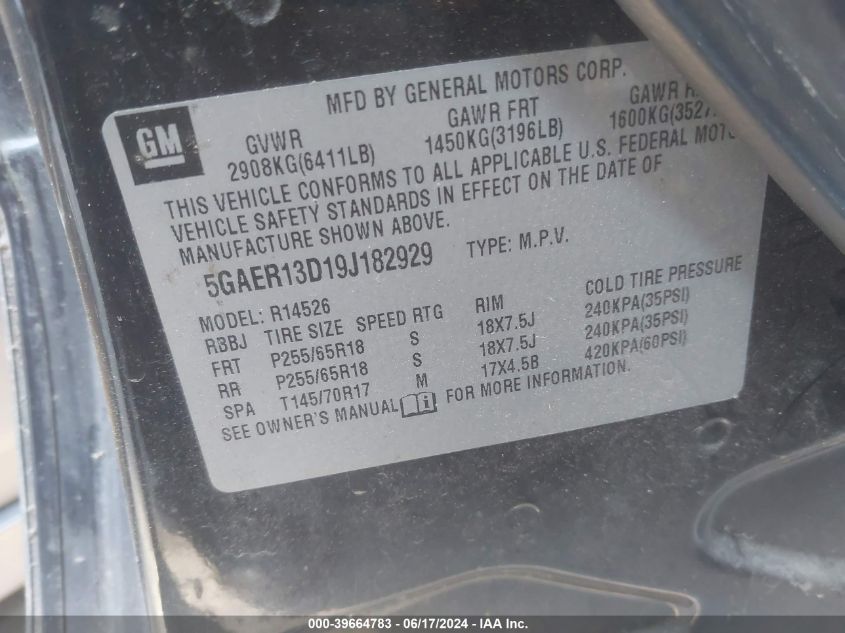 MFD BY GENERAL MOTORS CORP.
GM
GVWR GAWR FRT GAWR
2908KG(6411LB) 1450KG(3196LB) 1600KG(3527
THIS VEHICLE CONFORMS TO ALL APPLICABLE U.S. FEDERAL
VEHICLE SAFETY STANDARDS IN EFFECT ON THE DATE OF
MANUFACTURE SHOWN ABOVE.
5GAER13D19J182929 TYPE: M.P.V.
MODEL: R14526
RBBJ TIRE SIZE SPEED RTG RIM COLD TIRE PRESSURE
FRT P255/65R18 S 18X7.5J 240KPA(35PSI)
RR P255/65R18 S 18X7.5J 240KPA(35PSI)
SPA T145/70R17 M 17X4.5B 420KPA(60PSI)
SEE OWNER'S MANUAL i FOR MORE INFORMATION.
000-39664783 / 06/17/2024 - IAA Inc.